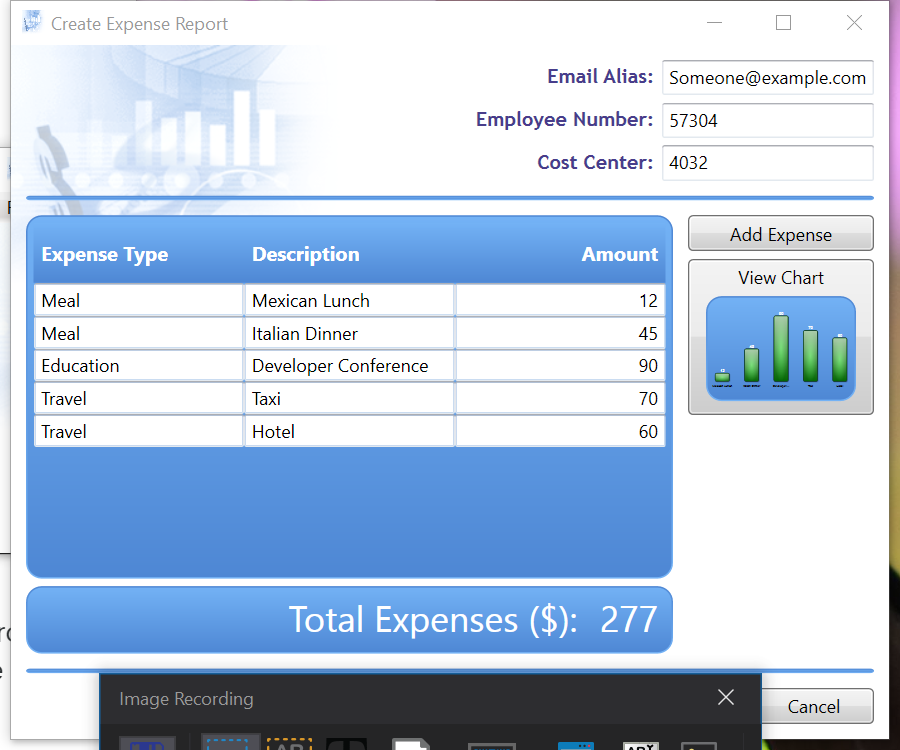 Create Expense Report
Email Alias: Someone@example.com
Employee Number: 57304
Cost Center: 4032
Expense Type Description Amount
Meal Mexican Lunch 12
Meal Italian Dinner 45
Education Developer Conference 90
Travel Taxi 70
Travel Hotel 60
Total Expenses ($): 277
Add Expense
View Chart
Image Recording
Cancel